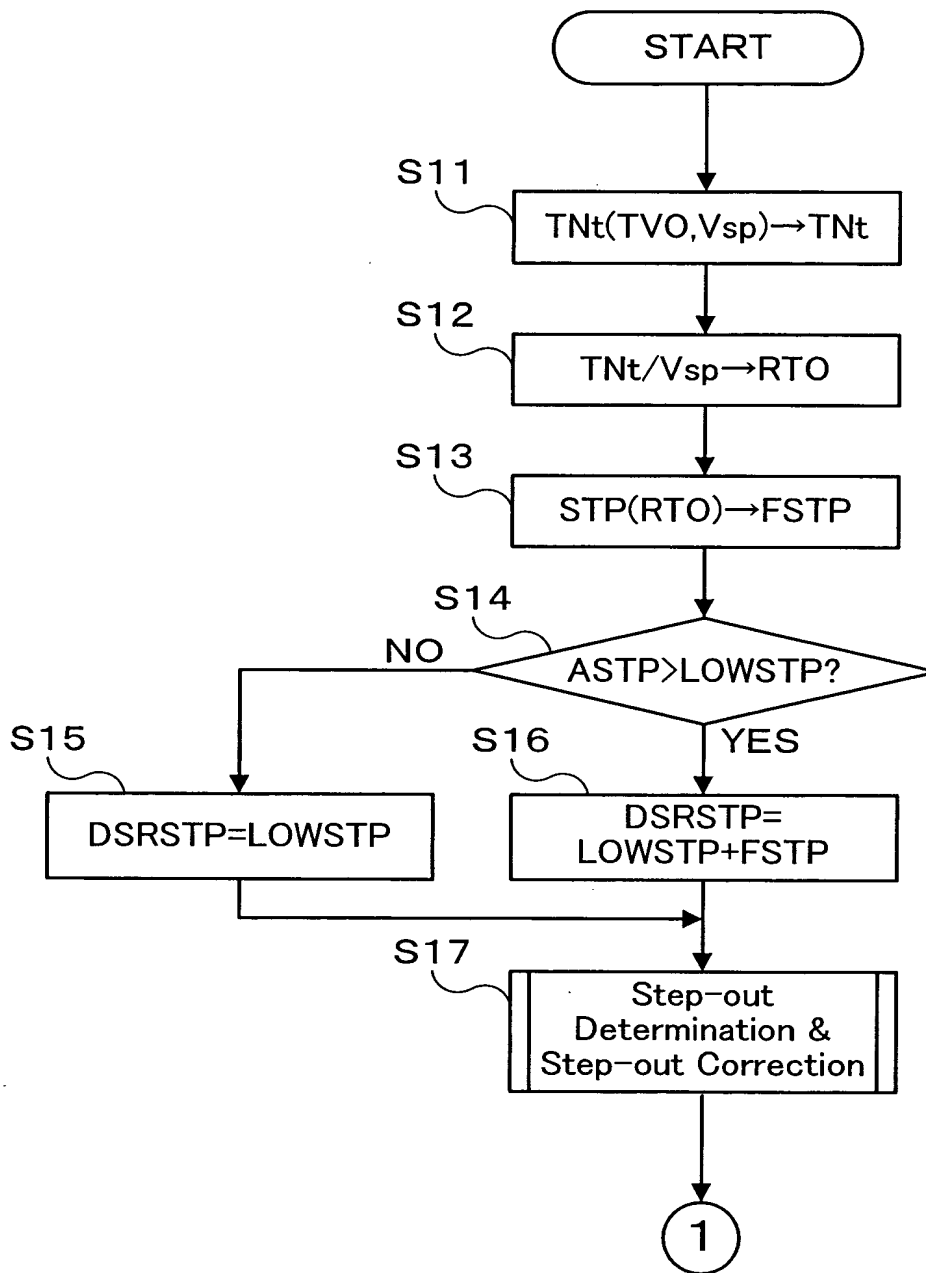 START
S11
TNt(TVO,Vsp)→TNt
S12
TNt/Vsp→RTO
S13
STP(RTO)→FSTP
S14
NO
ASTP>LOWSTP?
YES
S15
DSRSTP=LOWSTP
S16
DSRSTP=
LOWSTP+FSTP
S17
Step-out
Determination &
Step-out Correction
1